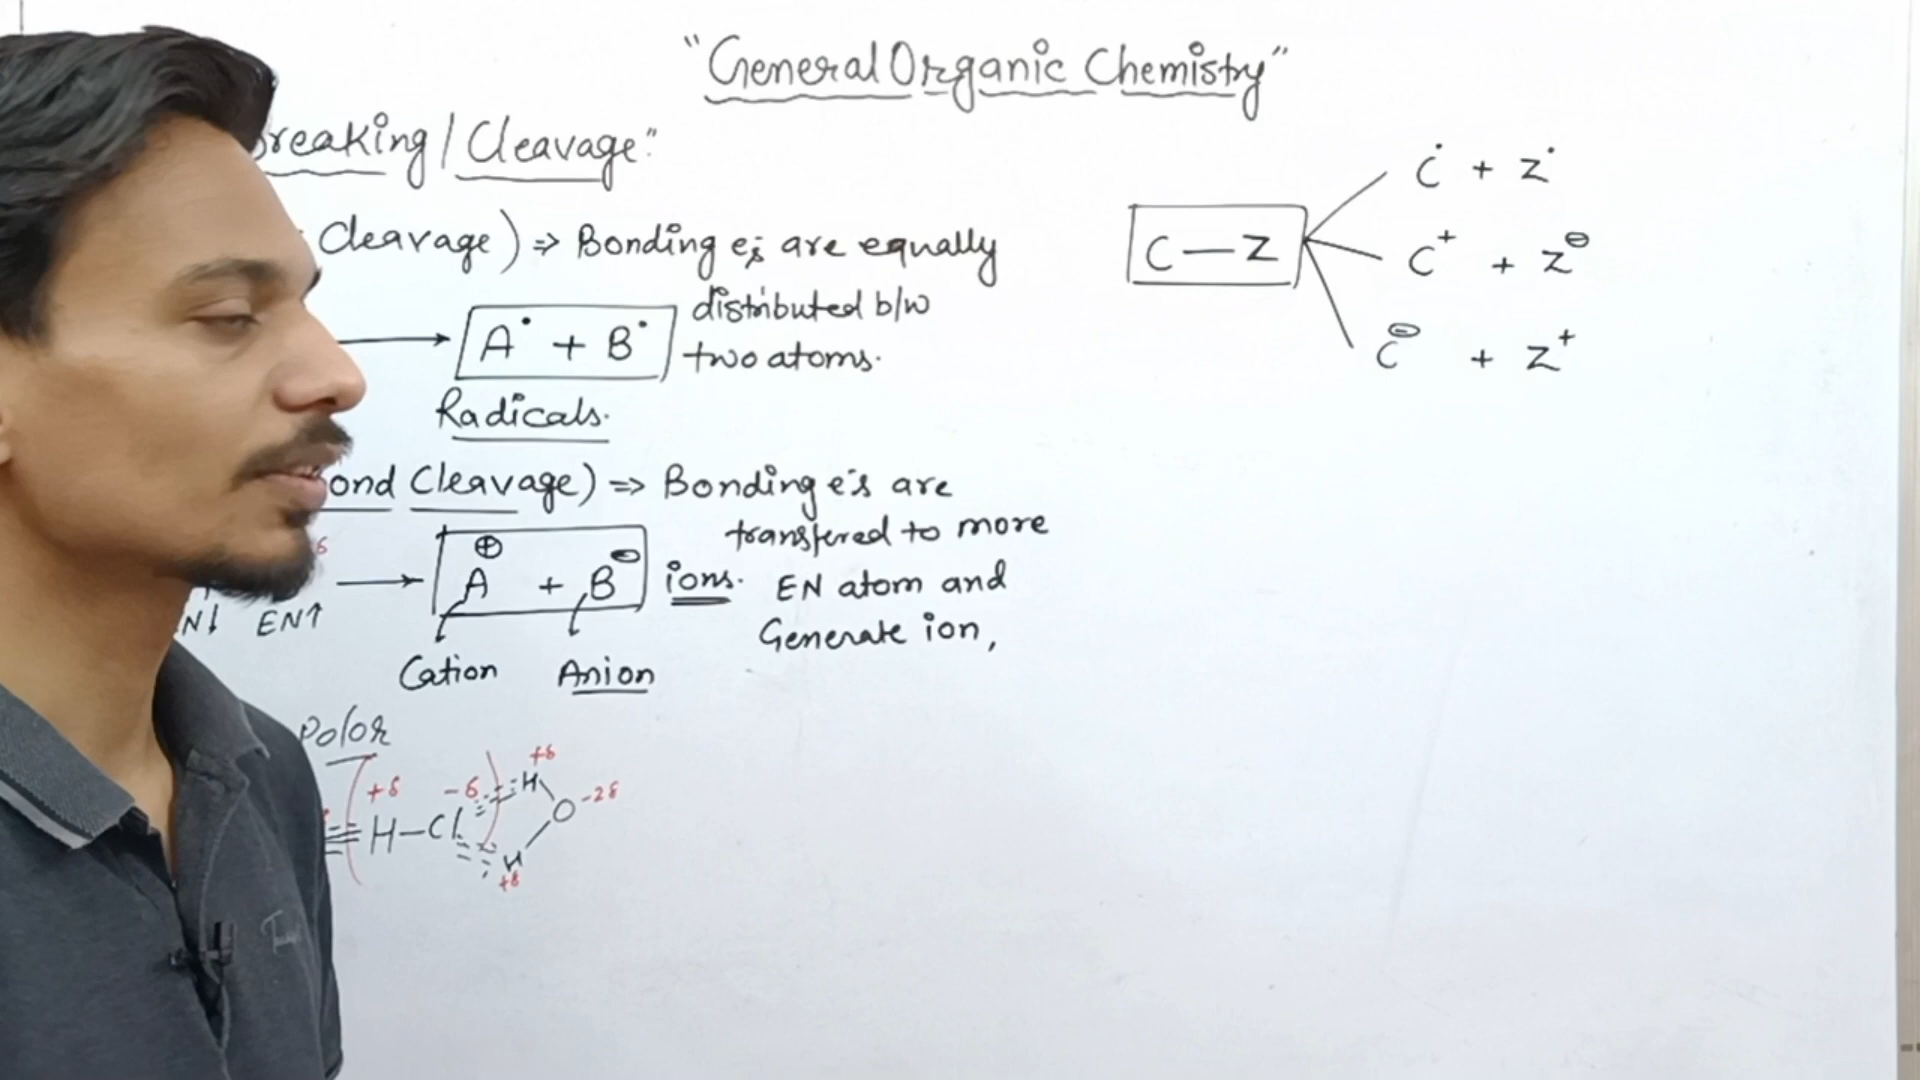 "General Organic Chemistry"
reaking / Cleavage"
Cleavage) ⇒ Bonding e⁻s are equally
distributed b/w
two atoms.
A• + B•
Radicals.
ond Cleavage) ⇒ Bonding e⁻s are
transfered to more
EN atom and
Generate ion,
A⊕ + B⊖ ions.
N↓ EN↑
Cation Anion
Polar
+δ -δ +δ
H-Cl H O -2δ
H
+δ
C — Z
C• + Z•
C⁺ + Z⊖
C⊖ + Z⁺